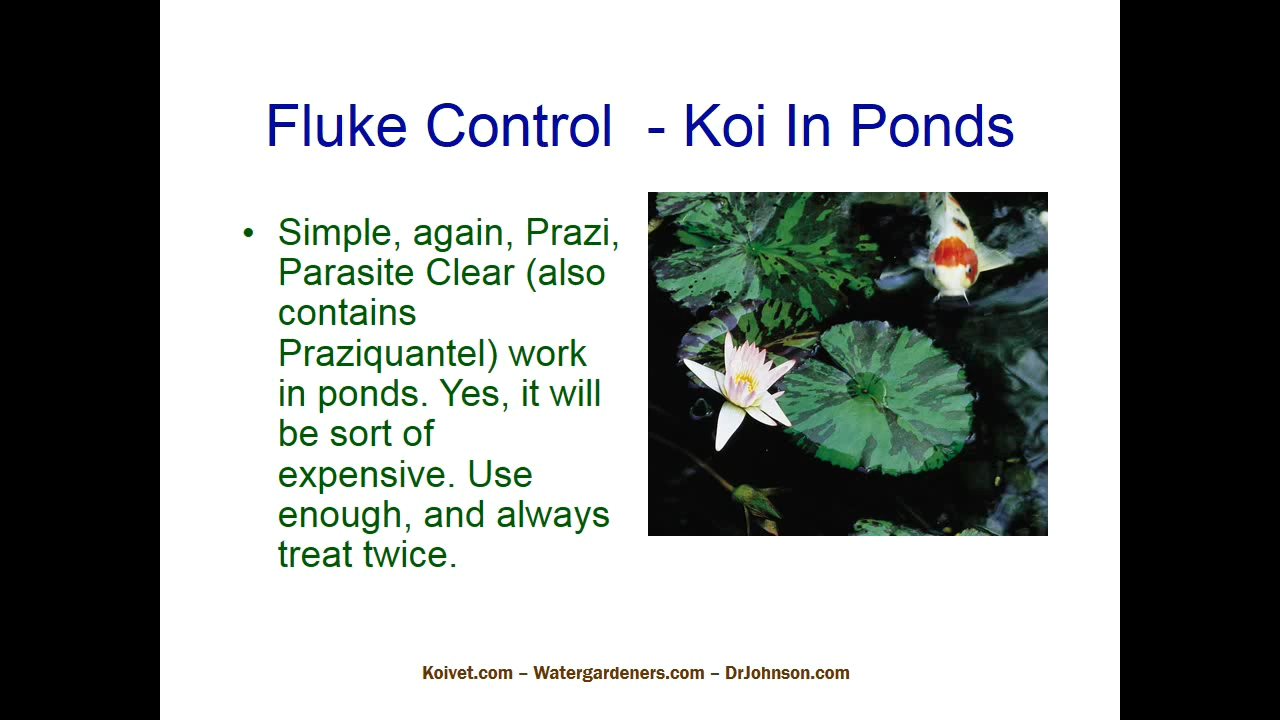 Fluke Control  - Koi In Ponds
• Simple, again, Prazi,
Parasite Clear (also
contains
Praziquantel) work
in ponds. Yes, it will
be sort of
expensive. Use
enough, and always
treat twice.
Koivet.com – Watergardeners.com – DrJohnson.com